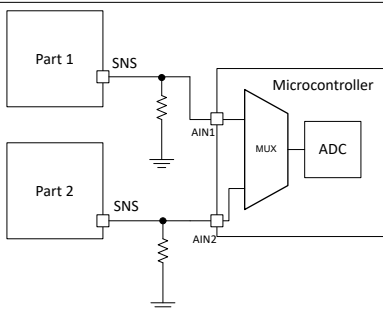 Part 1
SNS
Microcontroller
AIN1
MUX
ADC
Part 2
SNS
AIN2